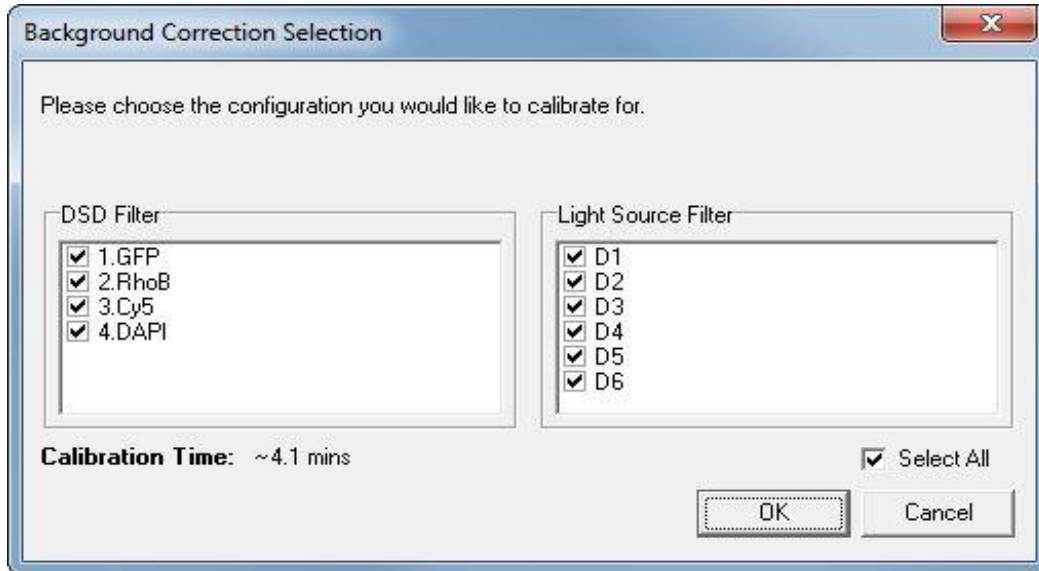 Background Correction Selection
Please choose the configuration you would like to calibrate for.
DSD Filter
1.GFP
2.RhoB
3.Cy5
4.DAPI
Light Source Filter
D1
D2
D3
D4
D5
D6
Calibration Time: ~4.1 mins
Select All
OK
Cancel